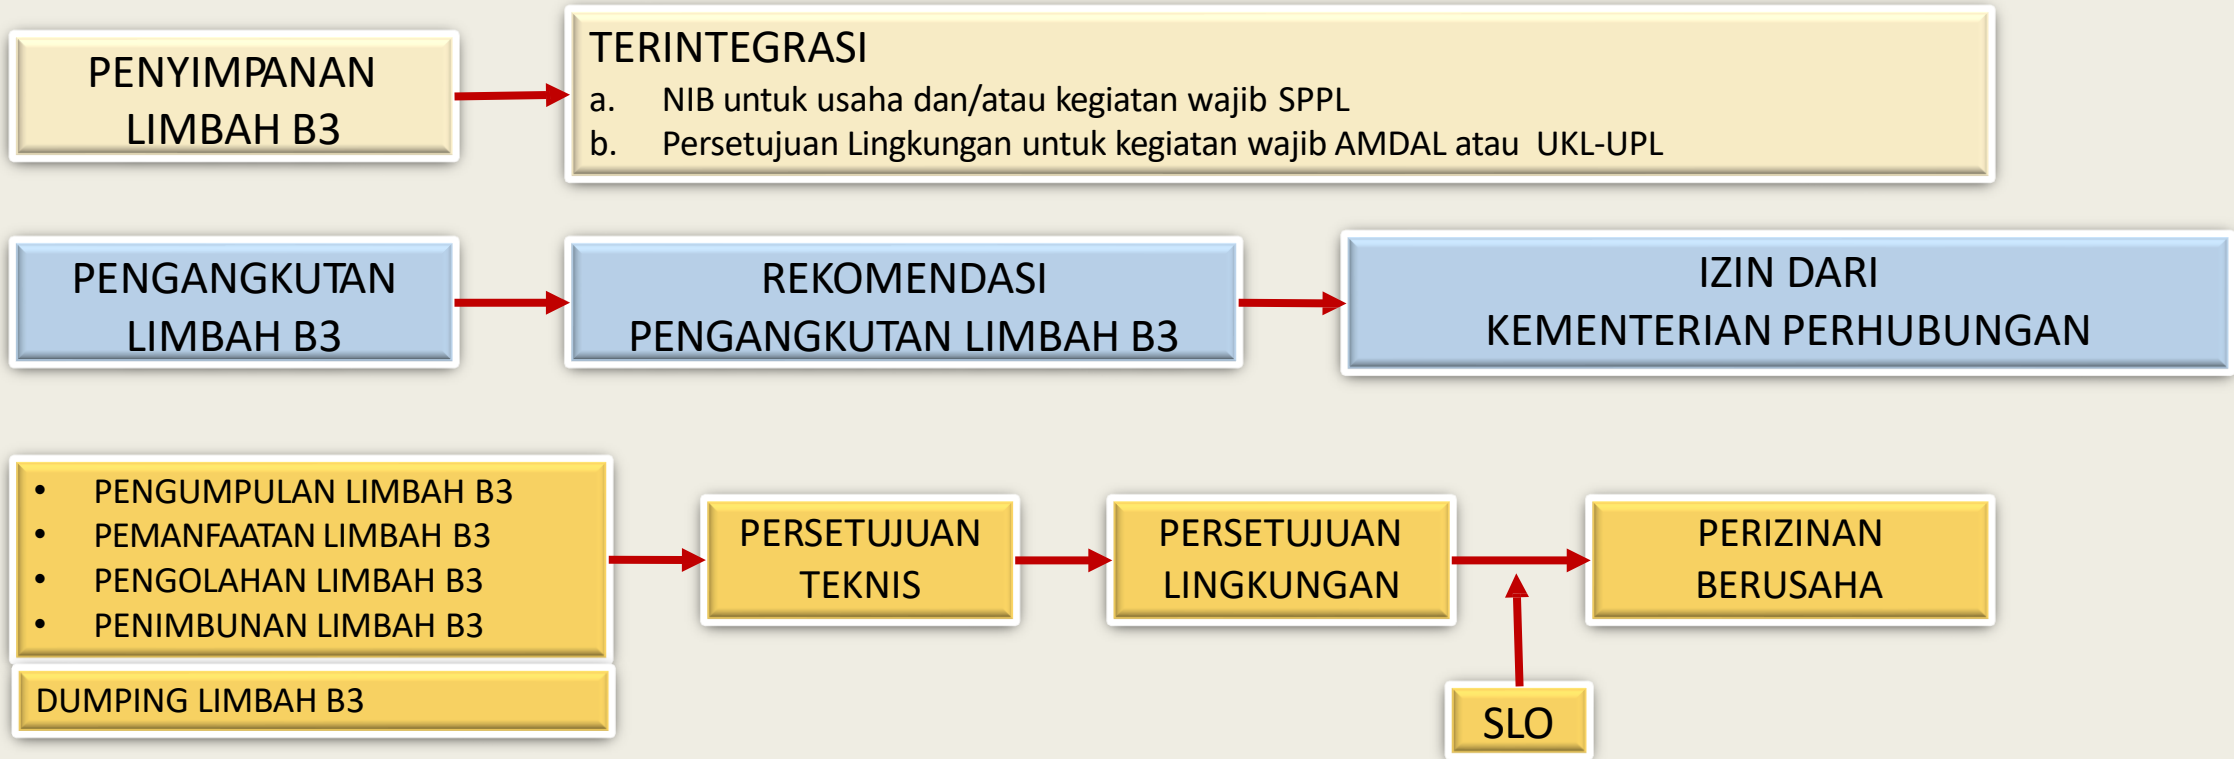 PENYIMPANAN
LIMBAH B3
TERINTEGRASI
a. NIB untuk usaha dan/atau kegiatan wajib SPPL
b. Persetujuan Lingkungan untuk kegiatan wajib AMDAL atau UKL-UPL
PENGANGKUTAN
LIMBAH B3
REKOMENDASI
PENGANGKUTAN LIMBAH B3
IZIN DARI
KEMENTERIAN PERHUBUNGAN
• PENGUMPULAN LIMBAH B3
• PEMANFAATAN LIMBAH B3
• PENGOLAHAN LIMBAH B3
• PENIMBUNAN LIMBAH B3
DUMPING LIMBAH B3
PERSETUJUAN
TEKNIS
PERSETUJUAN
LINGKUNGAN
SLO
PERIZINAN
BERUSAHA